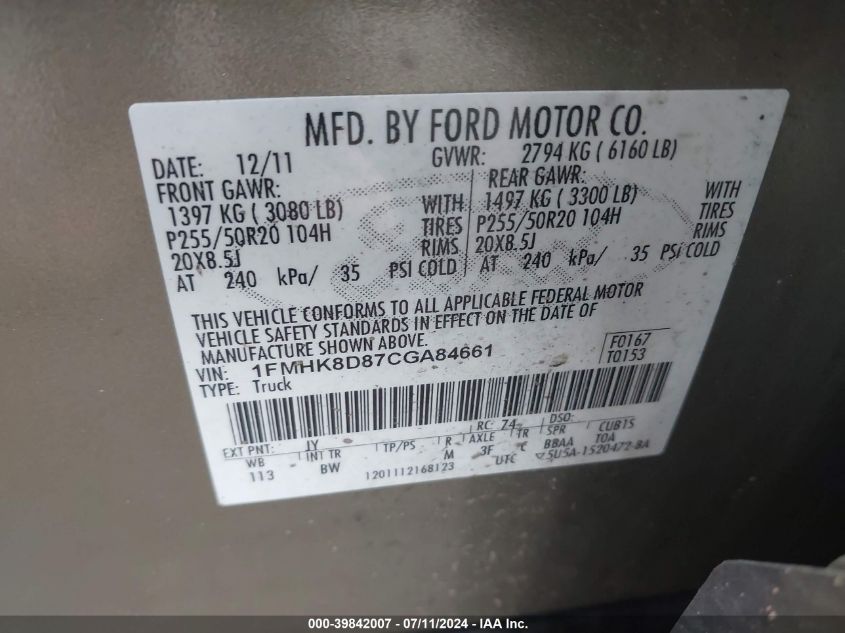 MFD. BY FORD MOTOR CO.
DATE: 12/11 GVWR: 2794 KG ( 6160 LB)
FRONT GAWR: REAR GAWR:
1397 KG ( 3080 LB) WITH 1497 KG ( 3300 LB) WITH
P255/50R20 104H TIRES P255/50R20 104H TIRES
20X8.5J RIMS 20X8.5J RIMS
AT 240 kPa/ 35 PSI COLD AT 240 kPa/ 35 PSI COLD
THIS VEHICLE CONFORMS TO ALL APPLICABLE FEDERAL MOTOR
VEHICLE SAFETY STANDARDS IN EFFECT ON THE DATE OF
MANUFACTURE SHOWN ABOVE.
VIN: 1FMHK8D87CGA84661 F0167
TYPE: Truck T0153
EXT PNT: JY RC: 74 DSO:
WB INT TR TP/PS R AXLE TR SPR CUB15
113 BW M 3F C BBAA TOA
1201112168123 UTC 5U5A-1520472-BA
000-39842007 - 07/11/2024 - IAA, Inc.